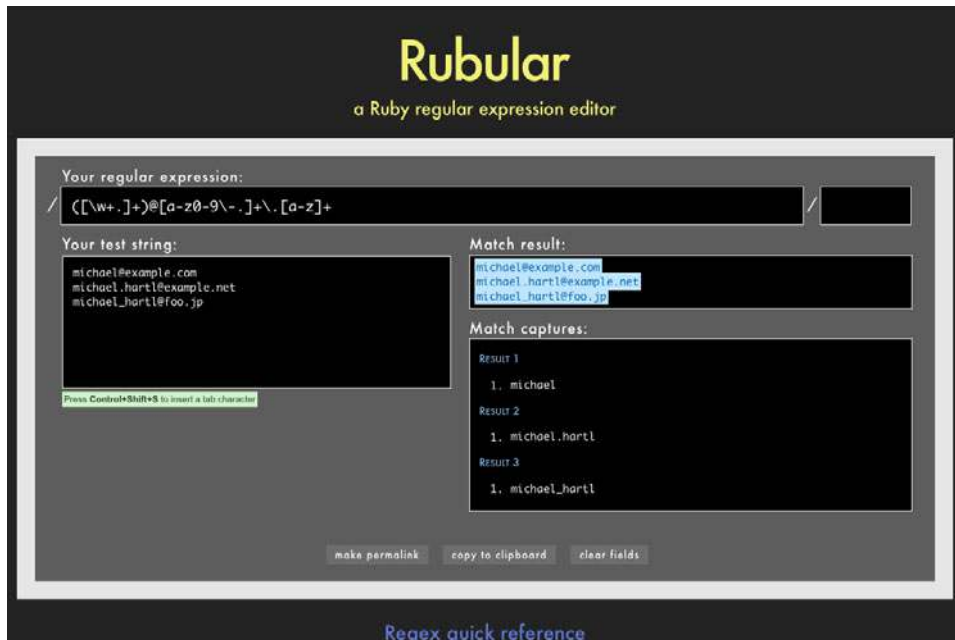 Rubular
a Ruby regular expression editor
Your regular expression:
/ ([\w+.]+)@[a-z0-9\-.]+\.[a-z]+ /
Your test string:
michael@example.com
michael.hartl@example.net
michael_hartl@foo.jp
Press Control+Shift+S to insert a tab character
Match result:
michael@example.com
michael.hartl@example.net
michael_hartl@foo.jp
Match captures:
RESULT 1
1. michael
RESULT 2
1. michael.hartl
RESULT 3
1. michael_hartl
make permalink copy to clipboard clear fields
Regex quick reference